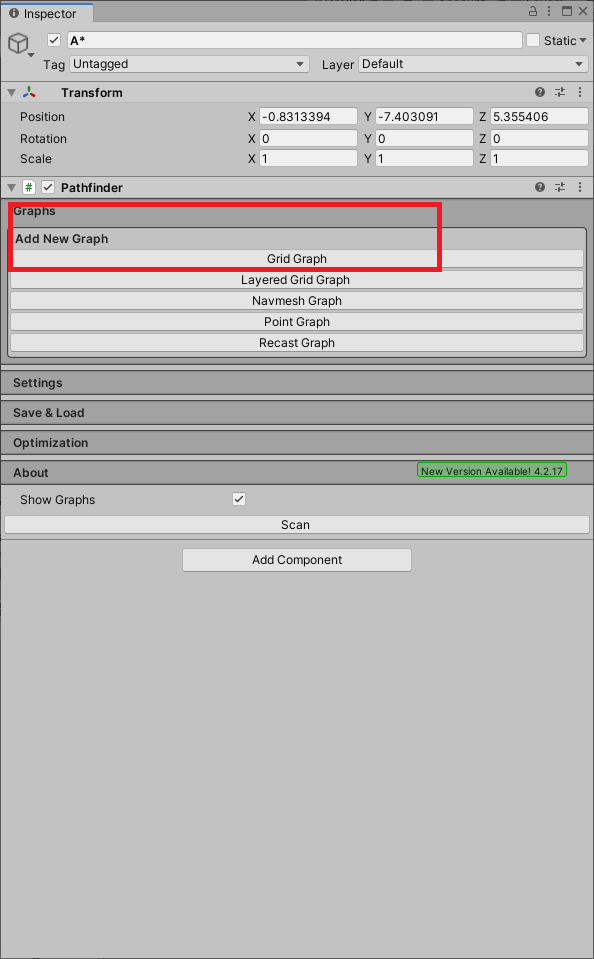 Inspector
A*
Static
Tag Untagged Layer Default
Transform
Position X -0.8313394 Y -7.403091 Z 5.355406
Rotation X 0 Y 0 Z 0
Scale X 1 Y 1 Z 1
# Pathfinder
Graphs
Add New Graph
Grid Graph
Layered Grid Graph
Navmesh Graph
Point Graph
Recast Graph
Settings
Save & Load
Optimization
About New Version Available! 4.2.17
Show Graphs
Scan
Add Component